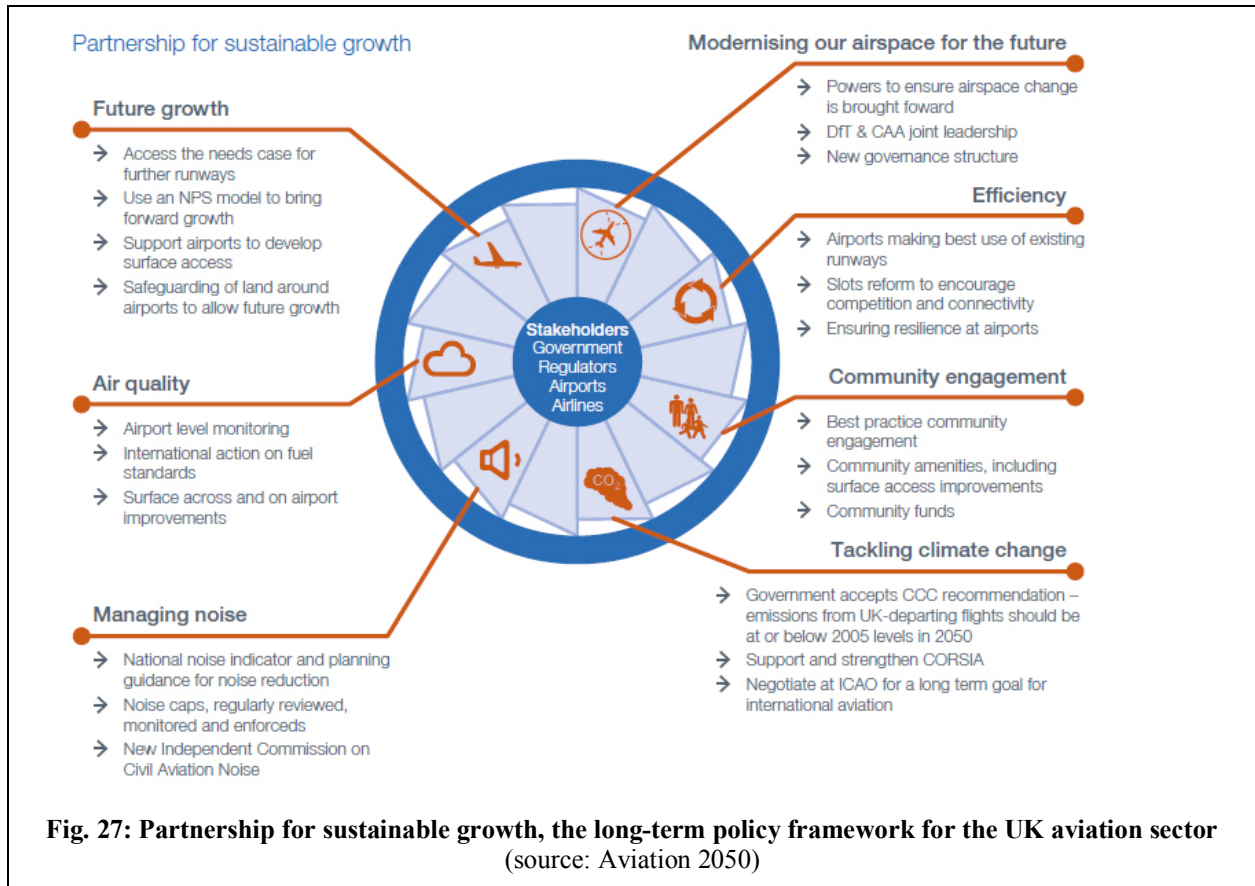 Partnership for sustainable growth
Future growth
Access the needs case for
further runways
Use an NPS model to bring
forward growth
Support airports to develop
surface access
Safeguarding of land around
airports to allow future growth
Air quality
Airport level monitoring
International action on fuel
standards
Surface across and on airport
improvements
Managing noise
National noise indicator and planning
guidance for noise reduction
Noise caps, regularly reviewed,
monitored and enforceds
New Independent Commission on
Civil Aviation Noise
Stakeholders
Government
Regulators
Airports
Airlines
CO₂
Modernising our airspace for the future
Powers to ensure airspace change
is brought foward
DfT & CAA joint leadership
New governance structure
Efficiency
Airports making best use of existing
runways
Slots reform to encourage
competition and connectivity
Ensuring resilience at airports
Community engagement
Best practice community
engagement
Community amenities, including
surface access improvements
Community funds
Tackling climate change
Government accepts CCC recommendation –
emissions from UK-departing flights should be
at or below 2005 levels in 2050
Support and strengthen CORSIA
Negotiate at ICAO for a long term goal for
international aviation
Fig. 27: Partnership for sustainable growth, the long-term policy framework for the UK aviation sector
(source: Aviation 2050)